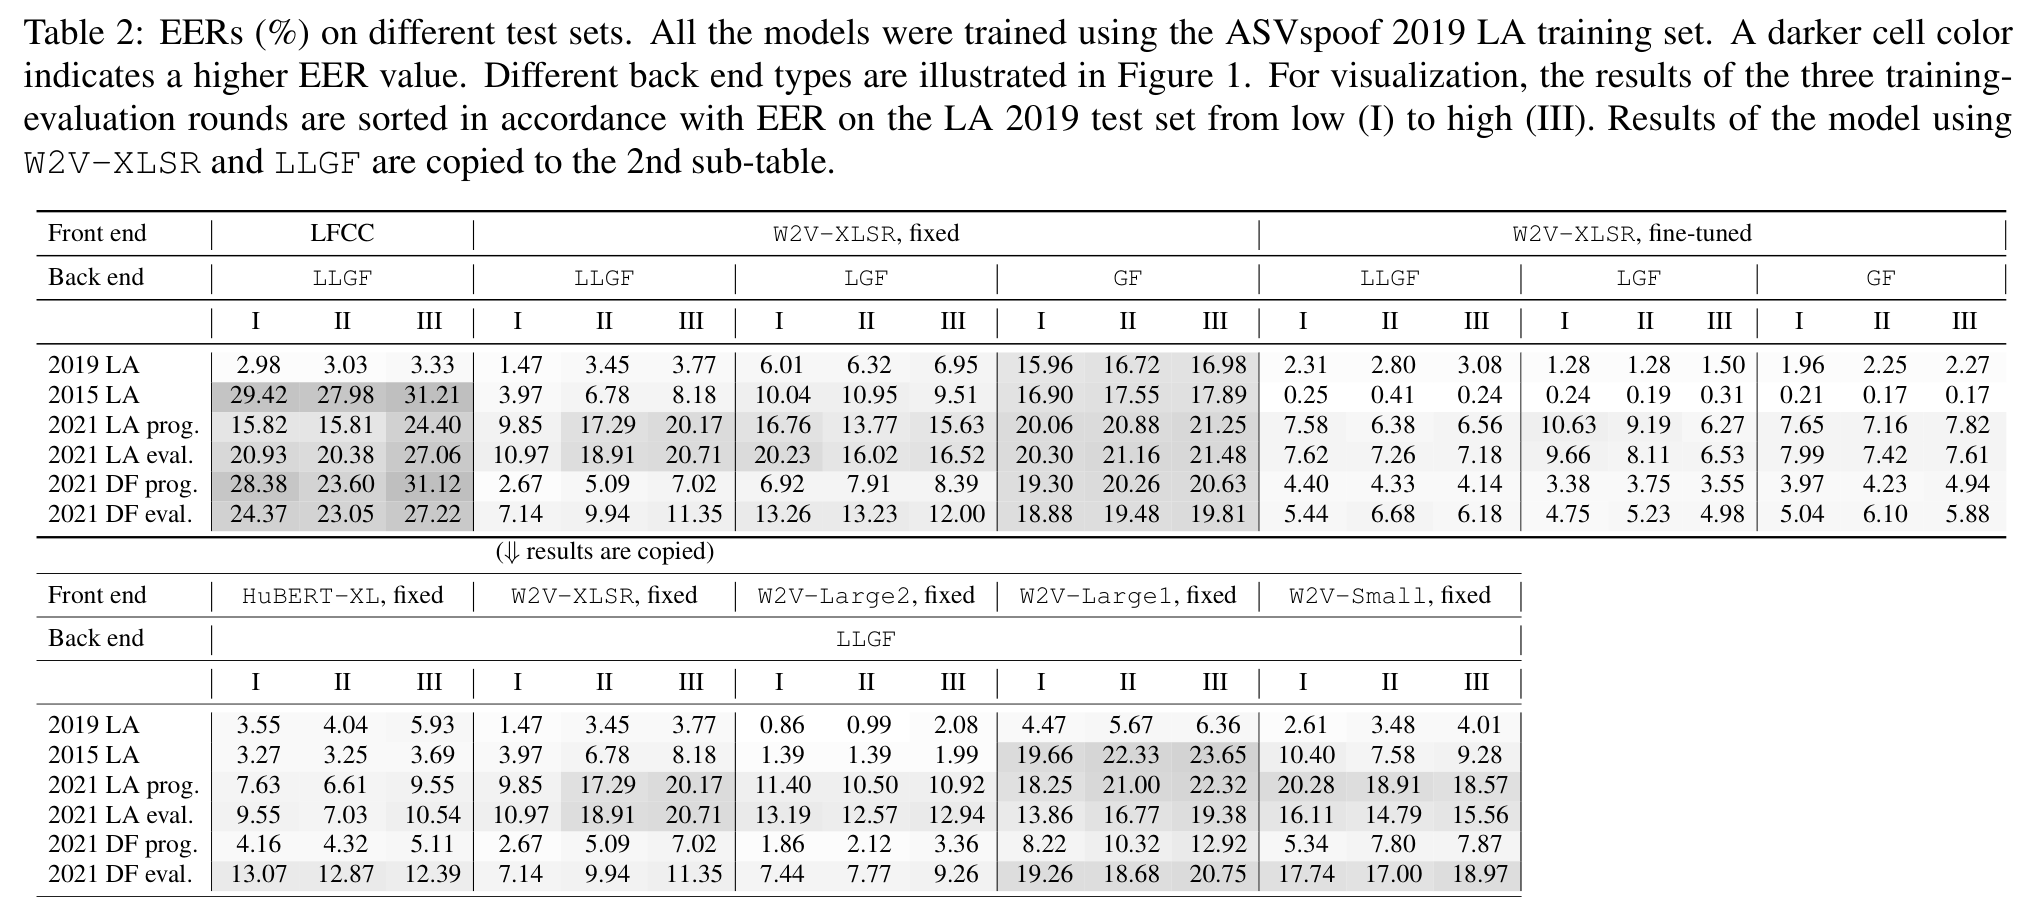 Table 2: EERs (%) on different test sets. All the models were trained using the ASVspoof 2019 LA training set. A darker cell color
indicates a higher EER value. Different back end types are illustrated in Figure 1. For visualization, the results of the three training-
evaluation rounds are sorted in accordance with EER on the LA 2019 test set from low (I) to high (III). Results of the model using
W2V-XLSR and LLGF are copied to the 2nd sub-table.
Front end LFCC W2V-XLSR, fixed W2V-XLSR, fine-tuned
Back end LLGF LLGF LGF GF LLGF LGF GF
I II III I II III I II III I II III I II III I II III I II III
2019 LA 2.98 3.03 3.33 1.47 3.45 3.77 6.01 6.32 6.95 15.96 16.72 16.98 2.31 2.80 3.08 1.28 1.28 1.50 1.96 2.25 2.27
2015 LA 29.42 27.98 31.21 3.97 6.78 8.18 10.04 10.95 9.51 16.90 17.55 17.89 0.25 0.41 0.24 0.24 0.19 0.31 0.21 0.17 0.17
2021 LA prog. 15.82 15.81 24.40 9.85 17.29 20.17 16.76 13.77 15.63 20.06 20.88 21.25 7.58 6.38 6.56 10.63 9.19 6.27 7.65 7.16 7.82
2021 LA eval. 20.93 20.38 27.06 10.97 18.91 20.71 20.23 16.02 16.52 20.30 21.16 21.48 7.62 7.26 7.18 9.66 8.11 6.53 7.99 7.42 7.61
2021 DF prog. 28.38 23.60 31.12 2.67 5.09 7.02 6.92 7.91 8.39 19.30 20.26 20.63 4.40 4.33 4.14 3.38 3.75 3.55 3.97 4.23 4.94
2021 DF eval. 24.37 23.05 27.22 7.14 9.94 11.35 13.26 13.23 12.00 18.88 19.48 19.81 5.44 6.68 6.18 4.75 5.23 4.98 5.04 6.10 5.88
(⇓ results are copied)
Front end HuBERT-XL, fixed W2V-XLSR, fixed W2V-Large2, fixed W2V-Large1, fixed W2V-Small, fixed
Back end LLGF
I II III I II III I II III I II III I II III
2019 LA 3.55 4.04 5.93 1.47 3.45 3.77 0.86 0.99 2.08 4.47 5.67 6.36 2.61 3.48 4.01
2015 LA 3.27 3.25 3.69 3.97 6.78 8.18 1.39 1.39 1.99 19.66 22.33 23.65 10.40 7.58 9.28
2021 LA prog. 7.63 6.61 9.55 9.85 17.29 20.17 11.40 10.50 10.92 18.25 21.00 22.32 20.28 18.91 18.57
2021 LA eval. 9.55 7.03 10.54 10.97 18.91 20.71 13.19 12.57 12.94 13.86 16.77 19.38 16.11 14.79 15.56
2021 DF prog. 4.16 4.32 5.11 2.67 5.09 7.02 1.86 2.12 3.36 8.22 10.32 12.92 5.34 7.80 7.87
2021 DF eval. 13.07 12.87 12.39 7.14 9.94 11.35 7.44 7.77 9.26 19.26 18.68 20.75 17.74 17.00 18.97